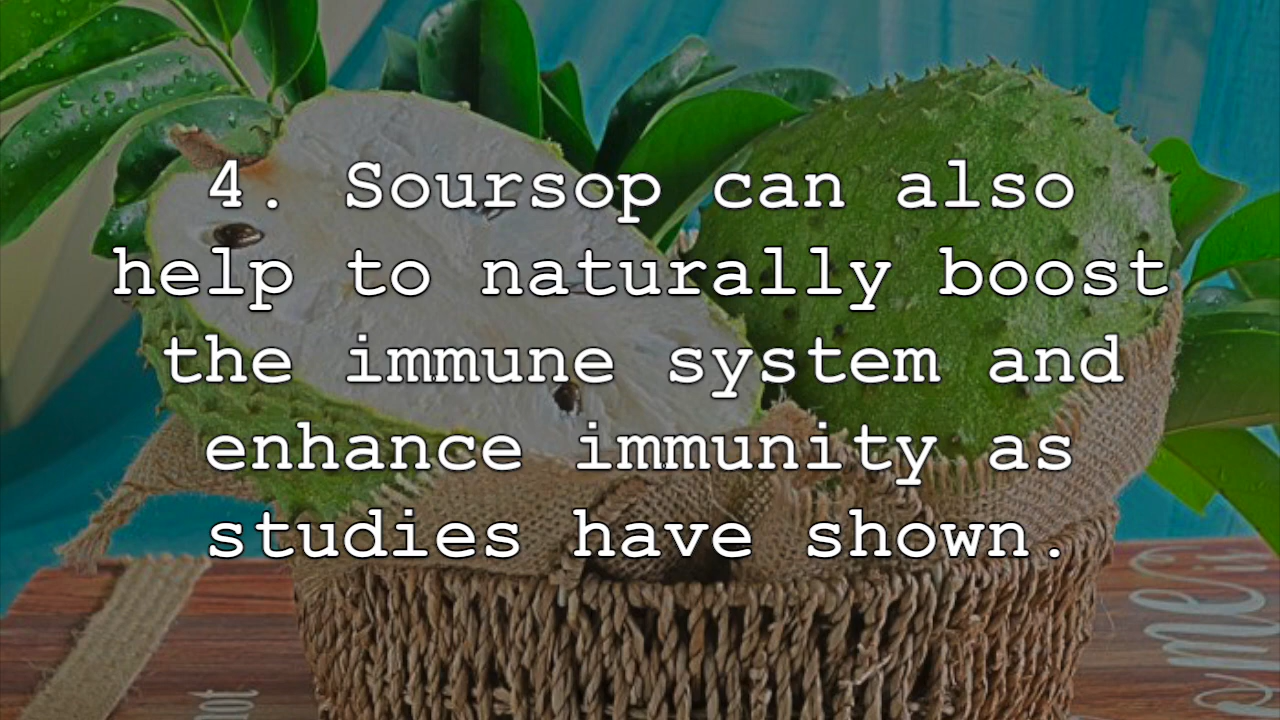 4. Soursop can also
help to naturally boost
the immune system and
enhance immunity as
studies have shown.